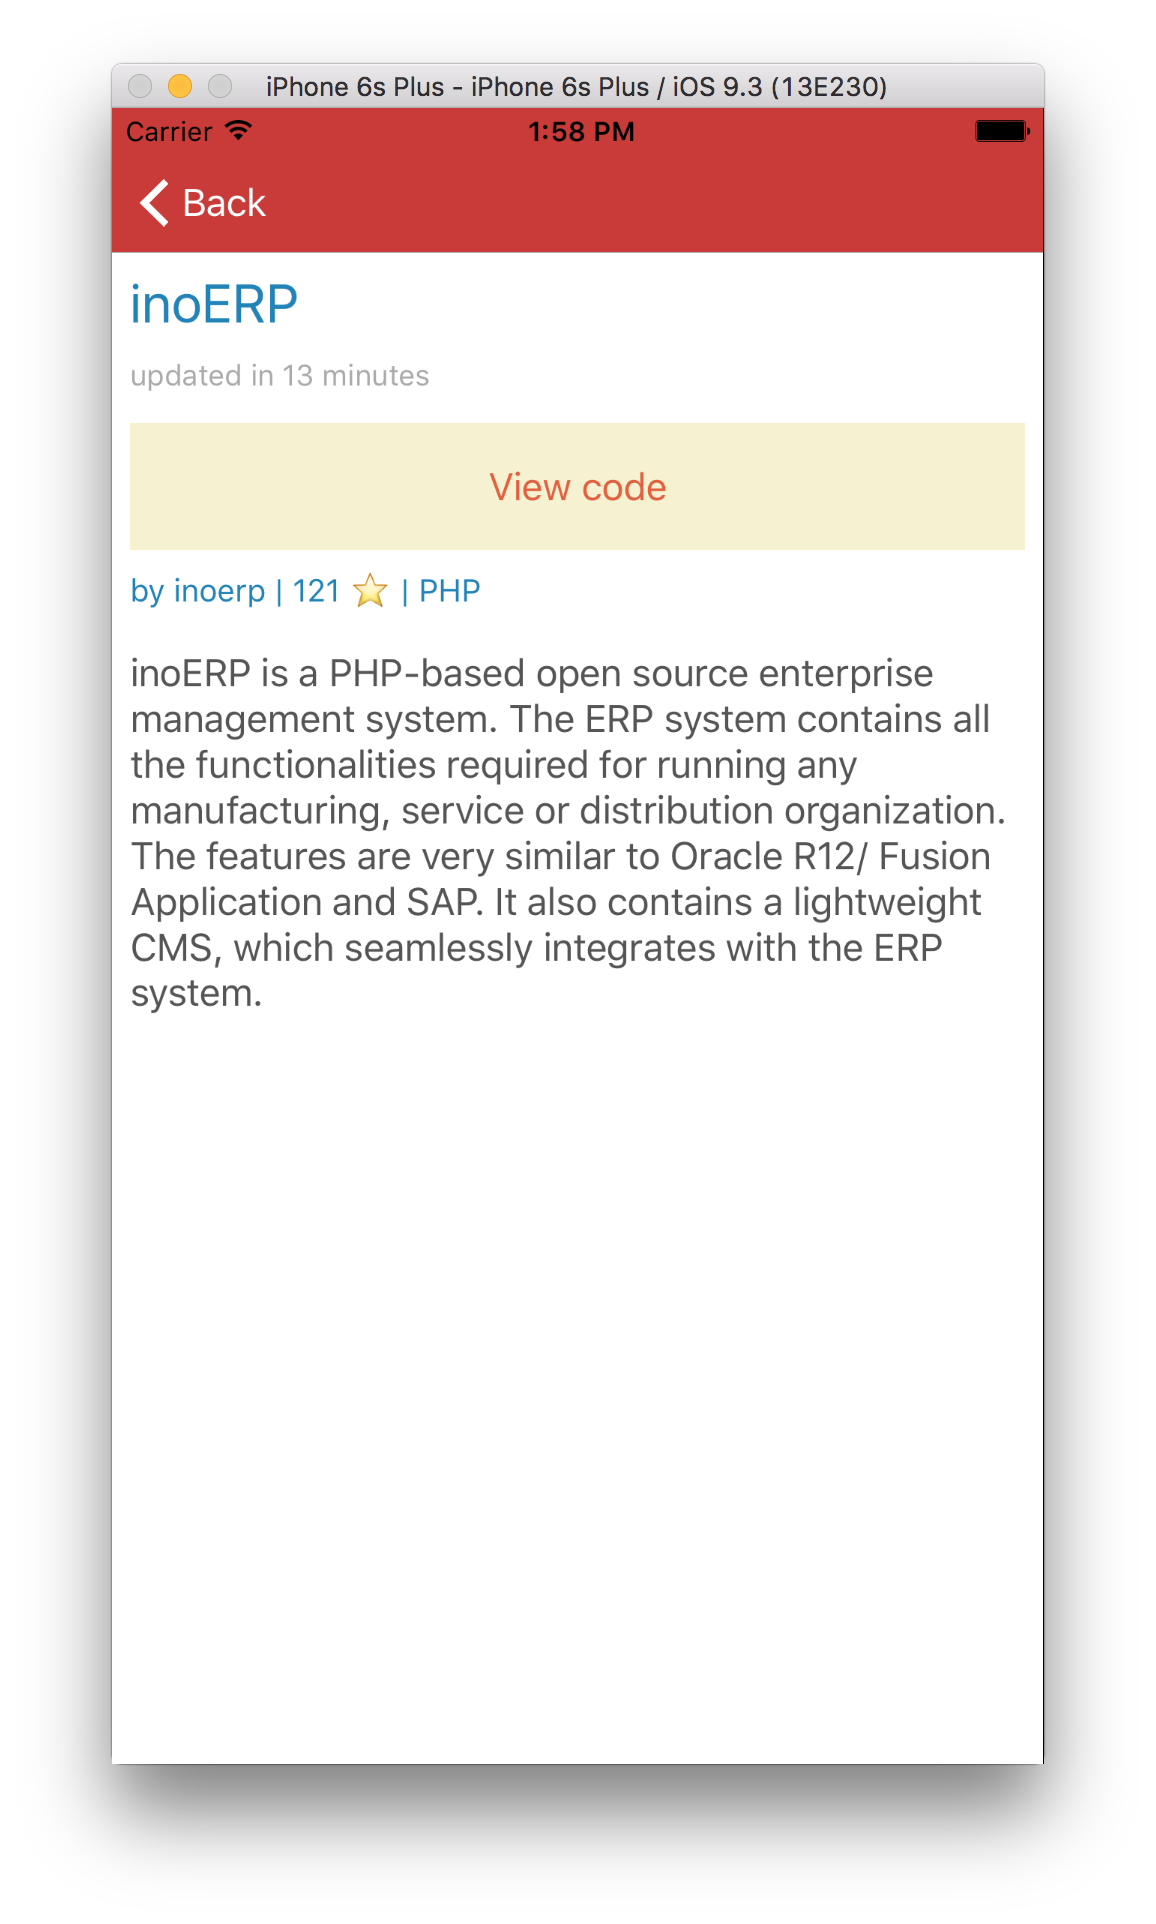 iPhone 6s Plus - iPhone 6s Plus / iOS 9.3 (13E230)
Carrier 1:58 PM
Back
inoERP
updated in 13 minutes
View code
by inoerp | 121 ⭐ | PHP
inoERP is a PHP-based open source enterprise
management system. The ERP system contains all
the functionalities required for running any
manufacturing, service or distribution organization.
The features are very similar to Oracle R12/ Fusion
Application and SAP. It also contains a lightweight
CMS, which seamlessly integrates with the ERP
system.